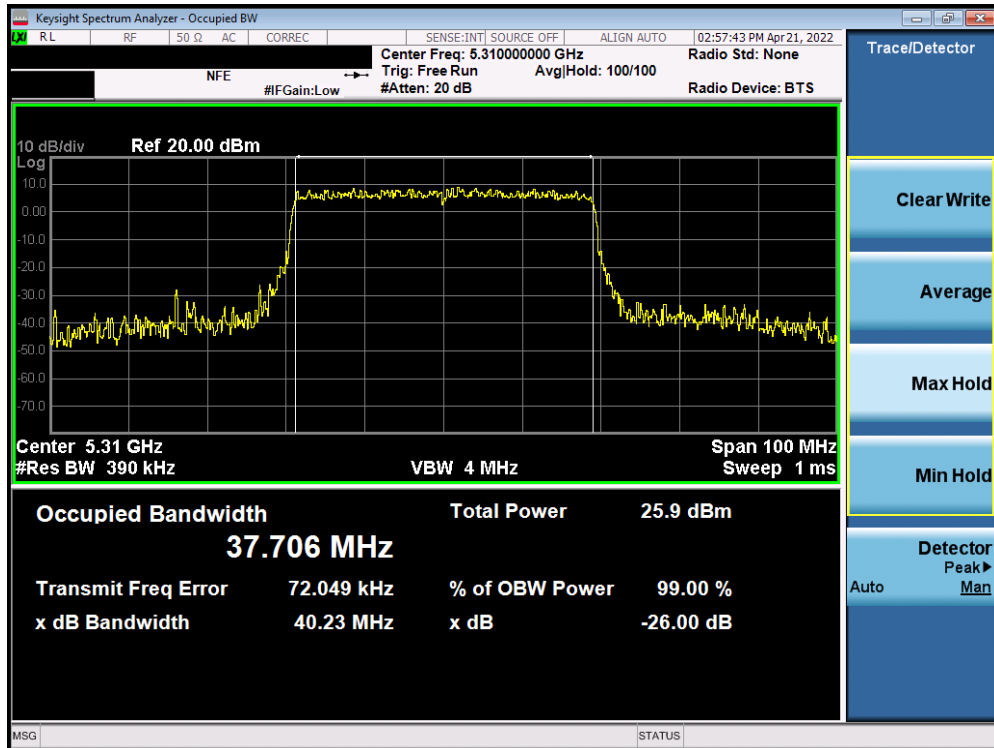 Keysight Spectrum Analyzer - Occupied BW
LXI RL RF 50 Ω AC CORREC SENSE:INT SOURCE OFF ALIGN AUTO 02:57:43 PM Apr 21, 2022
Center Freq: 5.310000000 GHz Radio Std: None
NFE Trig: Free Run Avg|Hold: 100/100
#IFGain:Low #Atten: 20 dB Radio Device: BTS
10 dB/div Ref 20.00 dBm
Log
10.0
0.00
-10.0
-20.0
-30.0
-40.0
-50.0
-60.0
-70.0
Center 5.31 GHz Span 100 MHz
#Res BW 390 kHz VBW 4 MHz Sweep 1 ms
Occupied Bandwidth Total Power 25.9 dBm
37.706 MHz
Transmit Freq Error 72.049 kHz % of OBW Power 99.00 %
x dB Bandwidth 40.23 MHz x dB -26.00 dB
MSG STATUS
Trace/Detector
Clear Write
Average
Max Hold
Min Hold
Detector
Peak▶
Auto Man